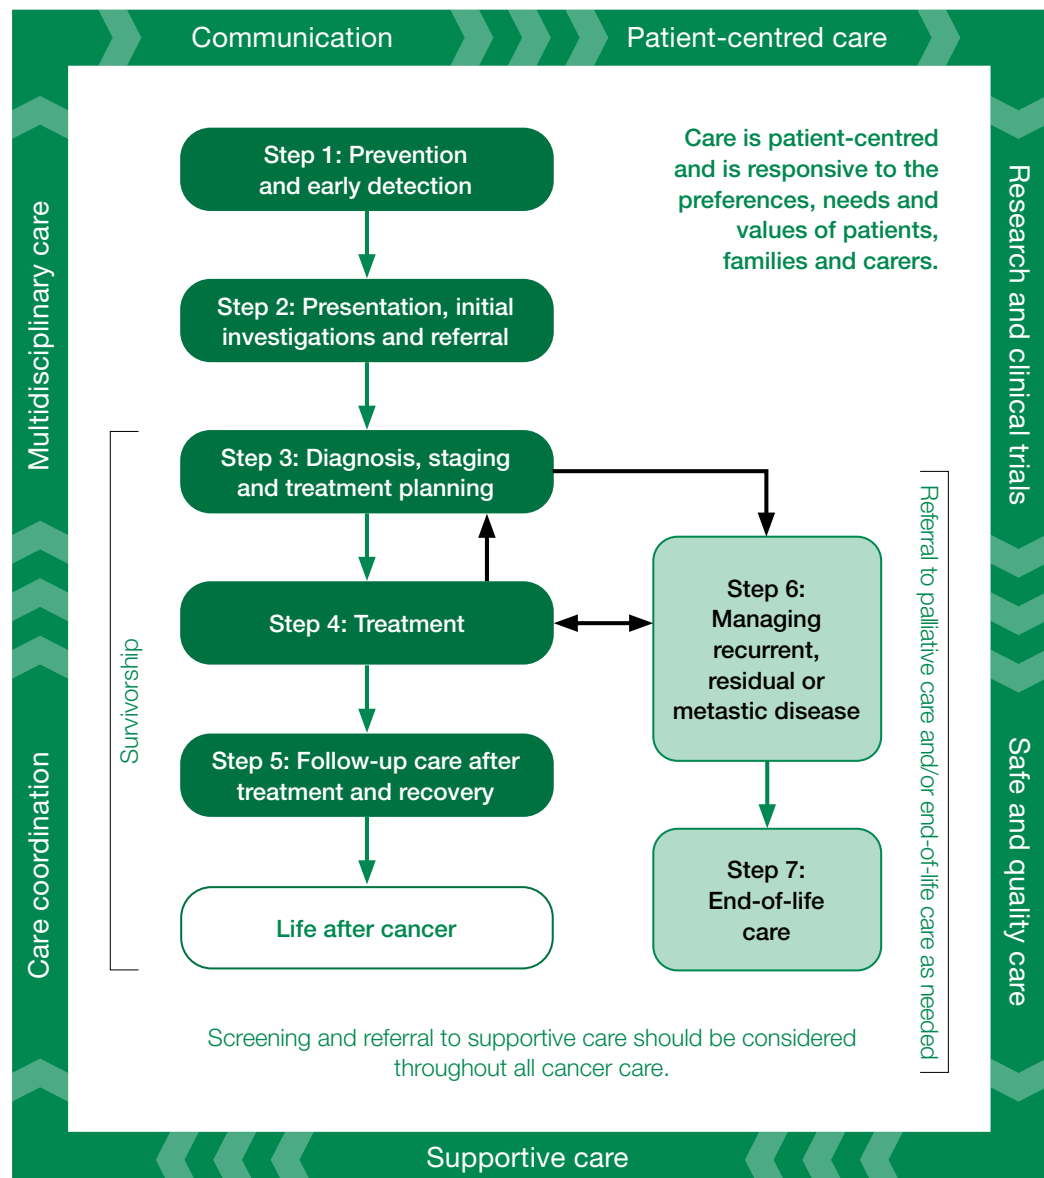 Communication
Patient-centred care
Multidisciplinary care
Care coordination
Research and clinical trials
Safe and quality care
Supportive care
Care is patient-centred
and is responsive to the
preferences, needs and
values of patients,
families and carers.
Step 1: Prevention
and early detection
Step 2: Presentation, initial
investigations and referral
Step 3: Diagnosis, staging
and treatment planning
Step 4: Treatment
Step 5: Follow-up care after
treatment and recovery
Life after cancer
Survivorship
Step 6:
Managing
recurrent,
residual or
metastic disease
Step 7:
End-of-life
care
Referral to palliative care and/or end-of-life care as needed
Screening and referral to supportive care should be considered
throughout all cancer care.